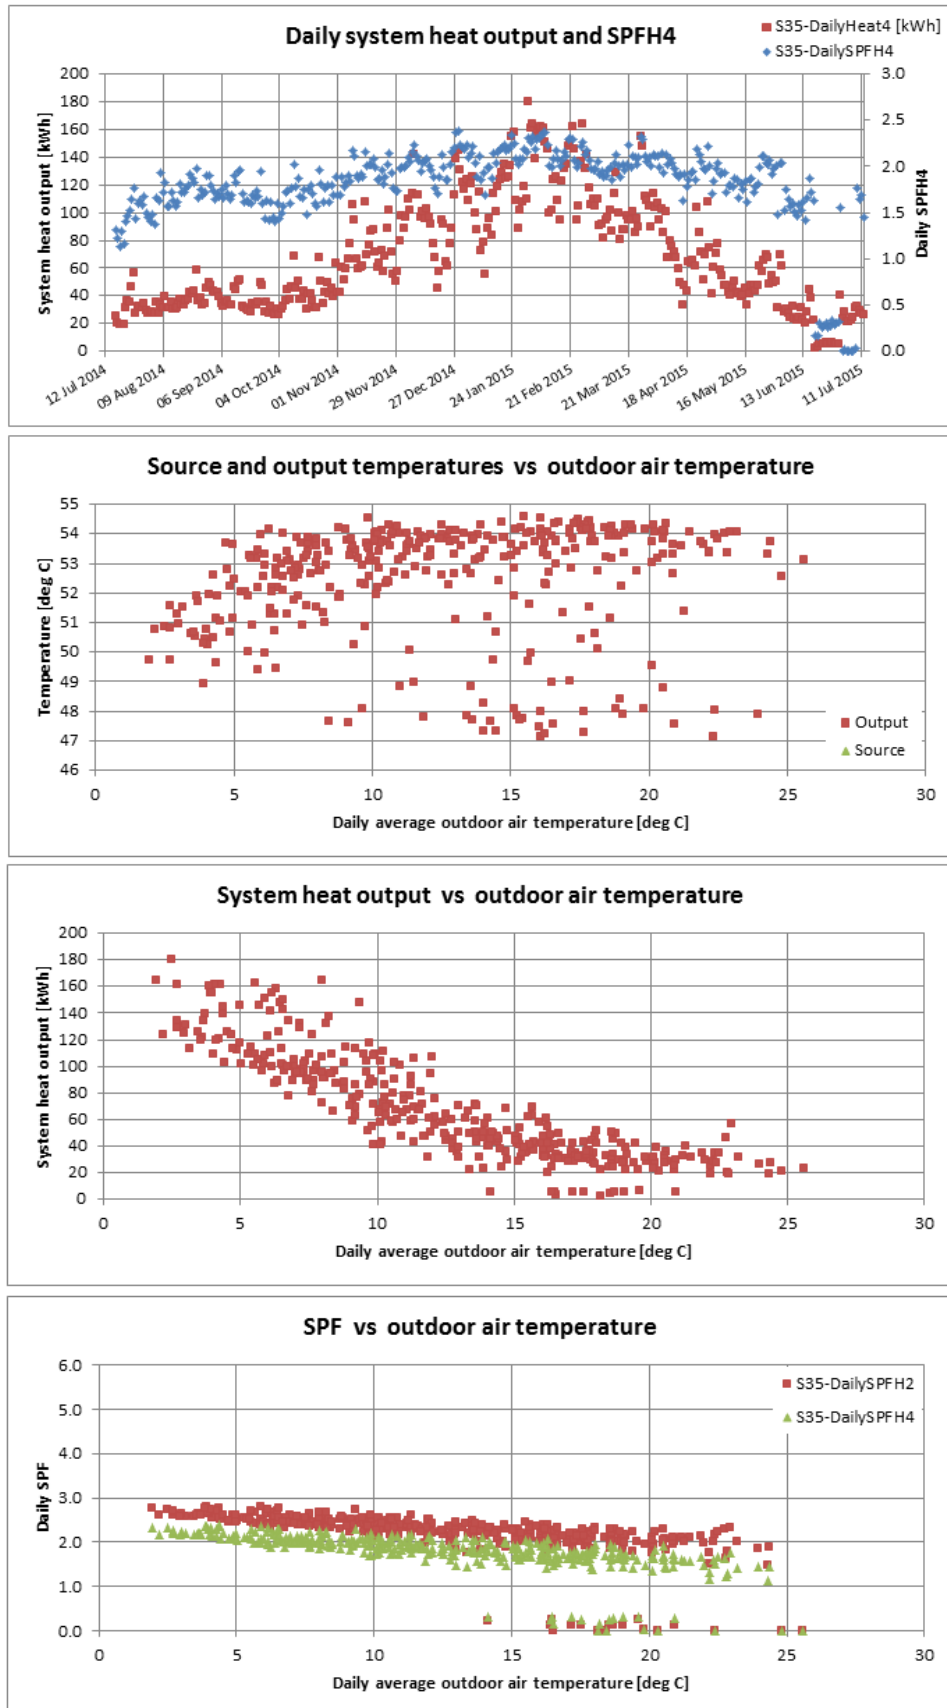 Daily system heat output and SPFH4
S35-DailyHeat4 [kWh]
S35-DailySPFH4
System heat output [kWh]
200
180
160
140
120
100
80
60
40
20
0
3.0
2.5
2.0
1.5
1.0
0.5
0.0
Daily SPFH4
12 Jul 2014
09 Aug 2014
06 Sep 2014
04 Oct 2014
01 Nov 2014
29 Nov 2014
27 Dec 2014
24 Jan 2015
21 Feb 2015
21 Mar 2015
18 Apr 2015
16 May 2015
13 Jun 2015
11 Jul 2015
Source and output temperatures vs outdoor air temperature
Temperature [deg C]
55
54
53
52
51
50
49
48
47
46
Output
Source
0 5 10 15 20 25 30
Daily average outdoor air temperature [deg C]
System heat output vs outdoor air temperature
System heat output [kWh]
200
180
160
140
120
100
80
60
40
20
0
0 5 10 15 20 25 30
Daily average outdoor air temperature [deg C]
SPF vs outdoor air temperature
Daily SPF
6.0
5.0
4.0
3.0
2.0
1.0
0.0
S35-DailySPFH2
S35-DailySPFH4
0 5 10 15 20 25 30
Daily average outdoor air temperature [deg C]